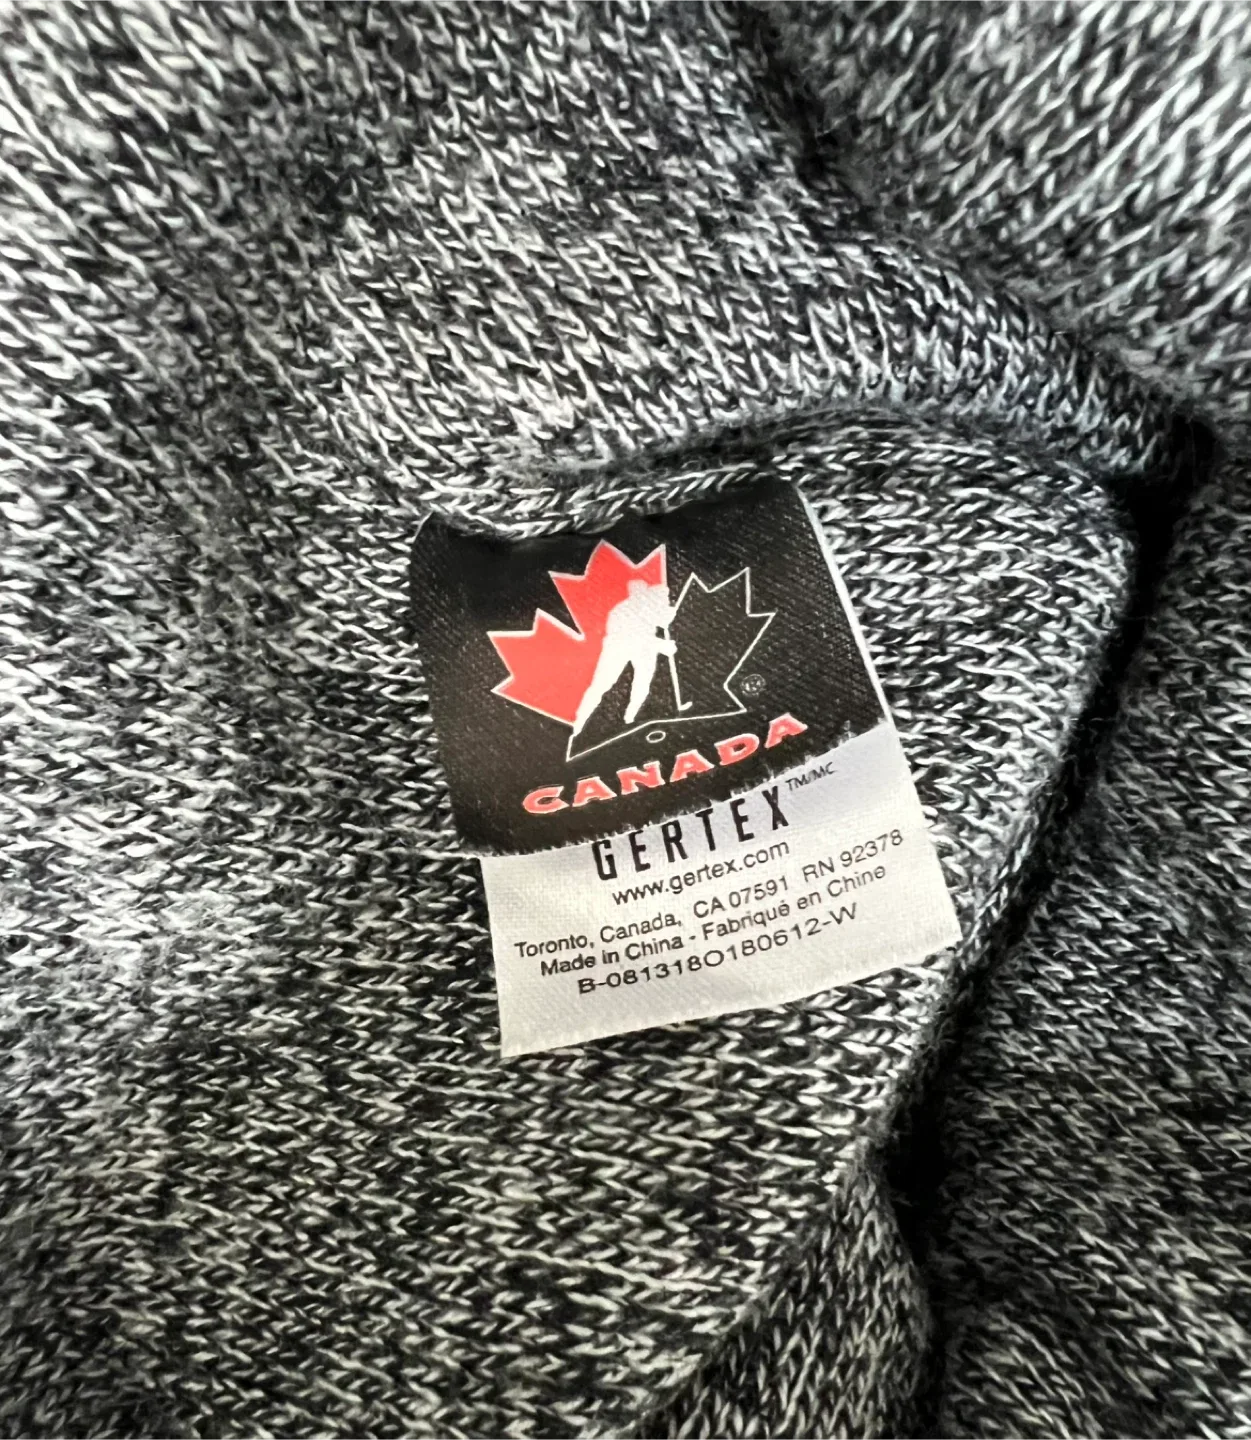 ®
CANADA
GERTEX TM/MC
www.gertex.com
Toronto, Canada, CA 07591 RN 92378
Made in China - Fabriqué en Chine
B-081318O180612-W